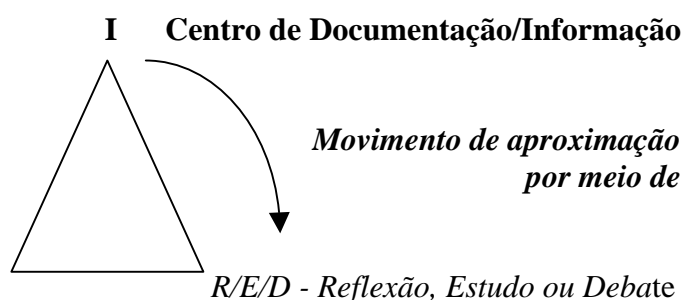 I Centro de Documentação/Informação
Movimento de aproximação
por meio de
R/E/D - Reflexão, Estudo ou Debate